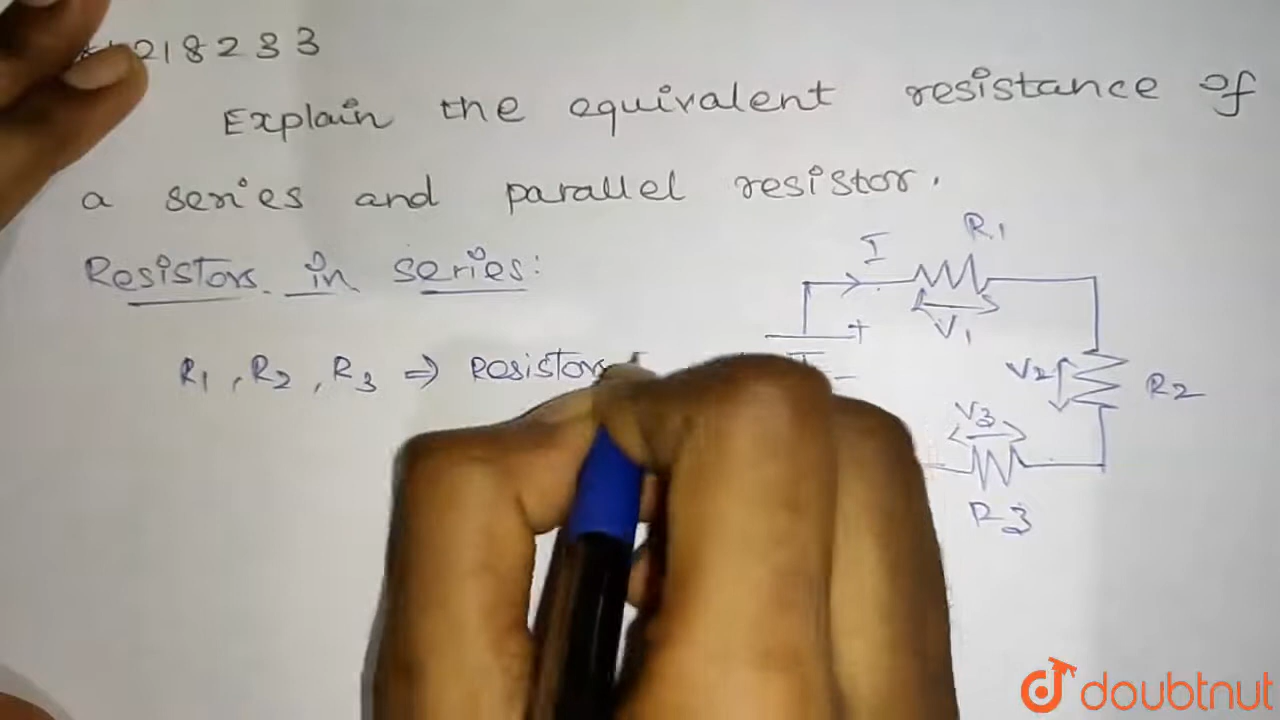 218233
Explain the equivalent resistance of
a series and parallel resistor.
Resistors in series:
R1, R2, R3 ⇒ Resistors
I
R1
V1
+
-
V2
R2
V3
R3
doubtnut